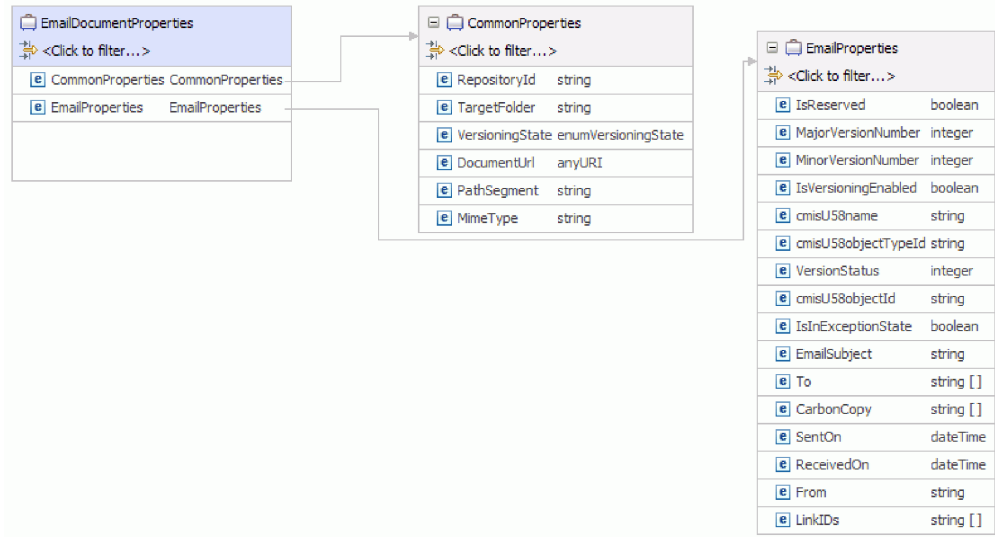 EmailDocumentProperties
<Click to filter...>
e CommonProperties CommonProperties
e EmailProperties EmailProperties
CommonProperties
<Click to filter...>
e RepositoryId string
e TargetFolder string
e VersioningState enumVersioningState
e DocumentUrl anyURI
e PathSegment string
e MimeType string
EmailProperties
<Click to filter...>
e IsReserved boolean
e MajorVersionNumber integer
e MinorVersionNumber integer
e IsVersioningEnabled boolean
e cmisU58name string
e cmisU58objectTypeId string
e VersionStatus integer
e cmisU58objectId string
e IsInExceptionState boolean
e EmailSubject string
e To string []
e CarbonCopy string []
e SentOn dateTime
e ReceivedOn dateTime
e From string
e LinkIDs string []